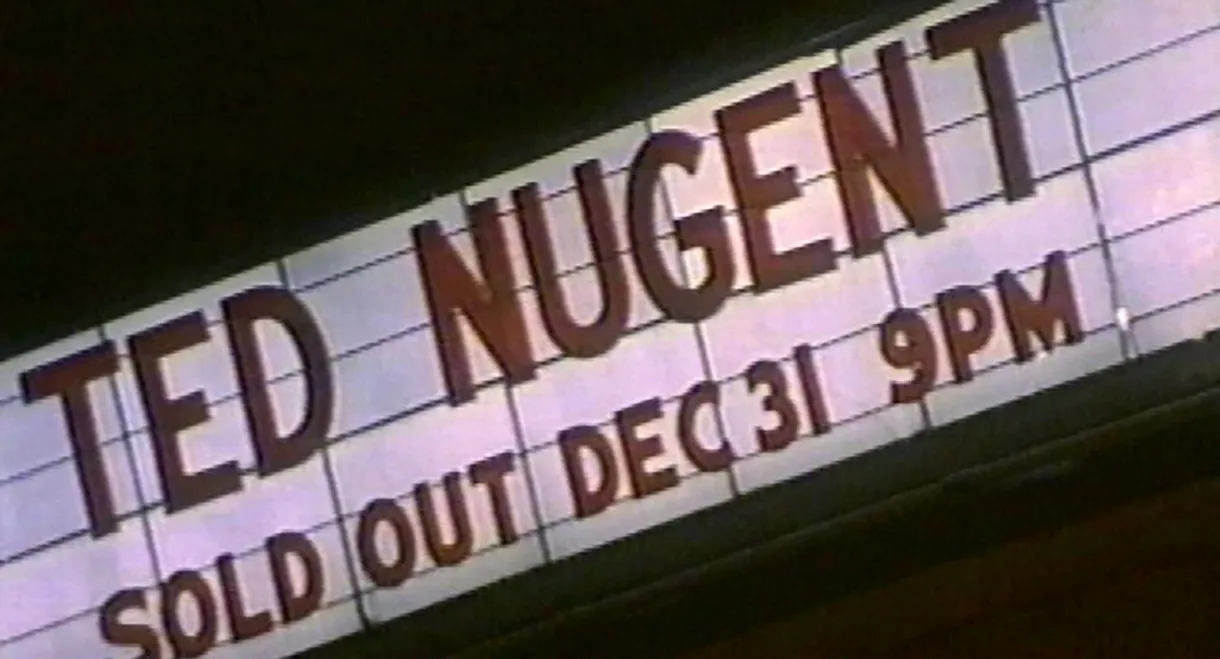 TED NUGENT
SOLD OUT DEC 31 9PM